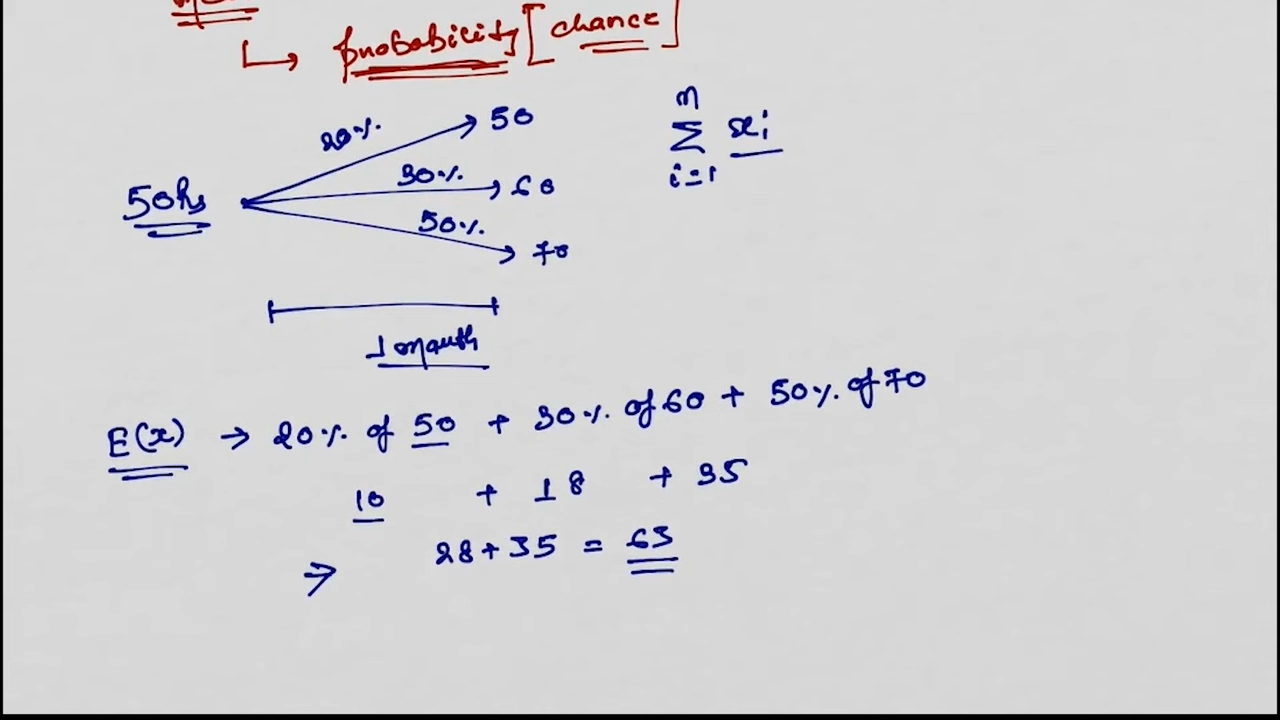 probability [chance]
20% 50
50 30% 60
50% 70
n
∑ xi
i=1
1 month
E(x) → 20% of 50 + 30% of 60 + 50% of 70
10 + 18 + 35
⇒ 28+35 = 63